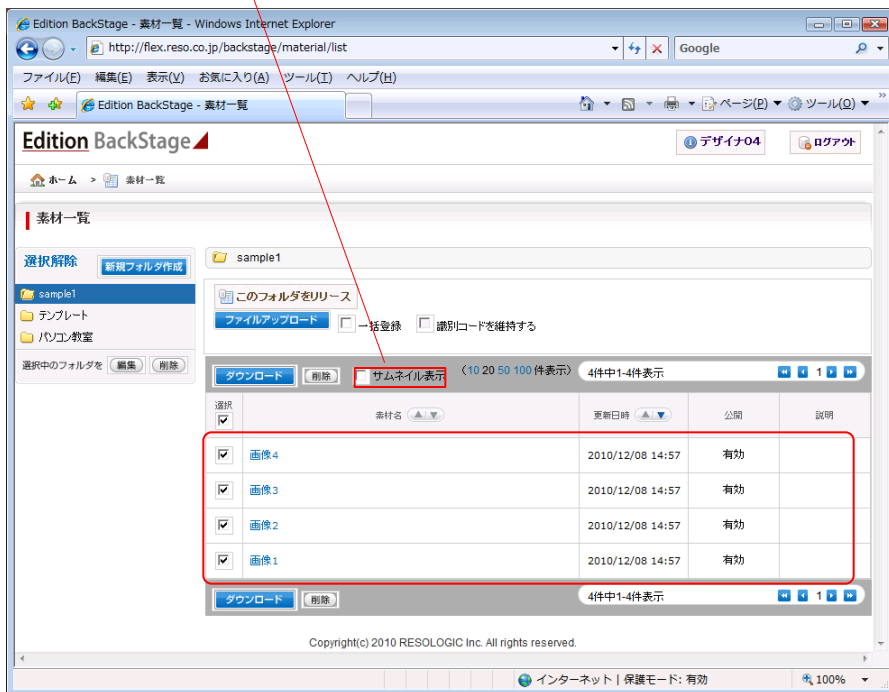 Edition BackStage - 素材一覧 - Windows Internet Explorer
http://flex.reso.co.jp/backstage/material/list
Google
ファイル(F) 編集(E) 表示(V) お気に入り(A) ツール(T) ヘルプ(H)
Edition BackStage - 素材一覧
ページ(P) ツール(O)
Edition BackStage
デザイナ04 ログアウト
ホーム > 素材一覧
素材一覧
選択解除 新規フォルダ作成
sample1
テンプレート
パソコン教室
選択中のフォルダを 編集 削除
sample1
このフォルダをリリース
ファイルアップロード 一括登録 識別コードを維持する
ダウンロード 削除 サムネイル表示 (10 20 50 100 件表示) 4件中1-4件表示 1
選択 素材名 更新日時 公開 説明
画像4 2010/12/08 14:57 有効
画像3 2010/12/08 14:57 有効
画像2 2010/12/08 14:57 有効
画像1 2010/12/08 14:57 有効
ダウンロード 削除 4件中1-4件表示 1
Copyright(c) 2010 RESOLOGIC Inc. All rights reserved.
インターネット | 保護モード: 有効 100%